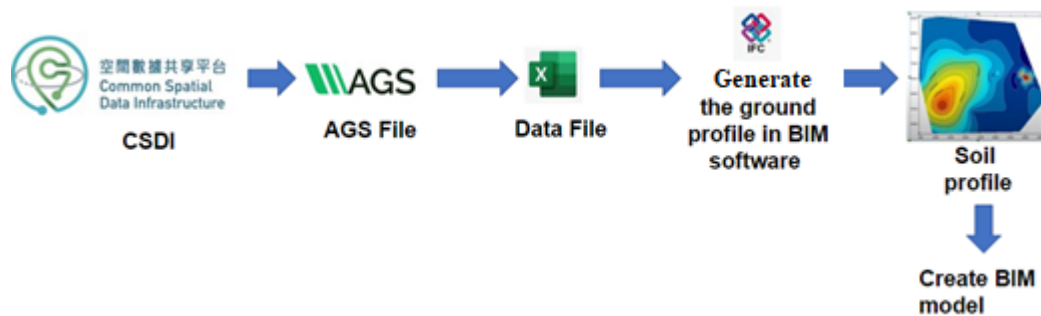 空間數據共享平台
Common Spatial
Data Infrastructure
CSDI
AGS
AGS File
X
Data File
IFC
Generate
the ground
profile in BIM
software
Soil
profile
Create BIM
model